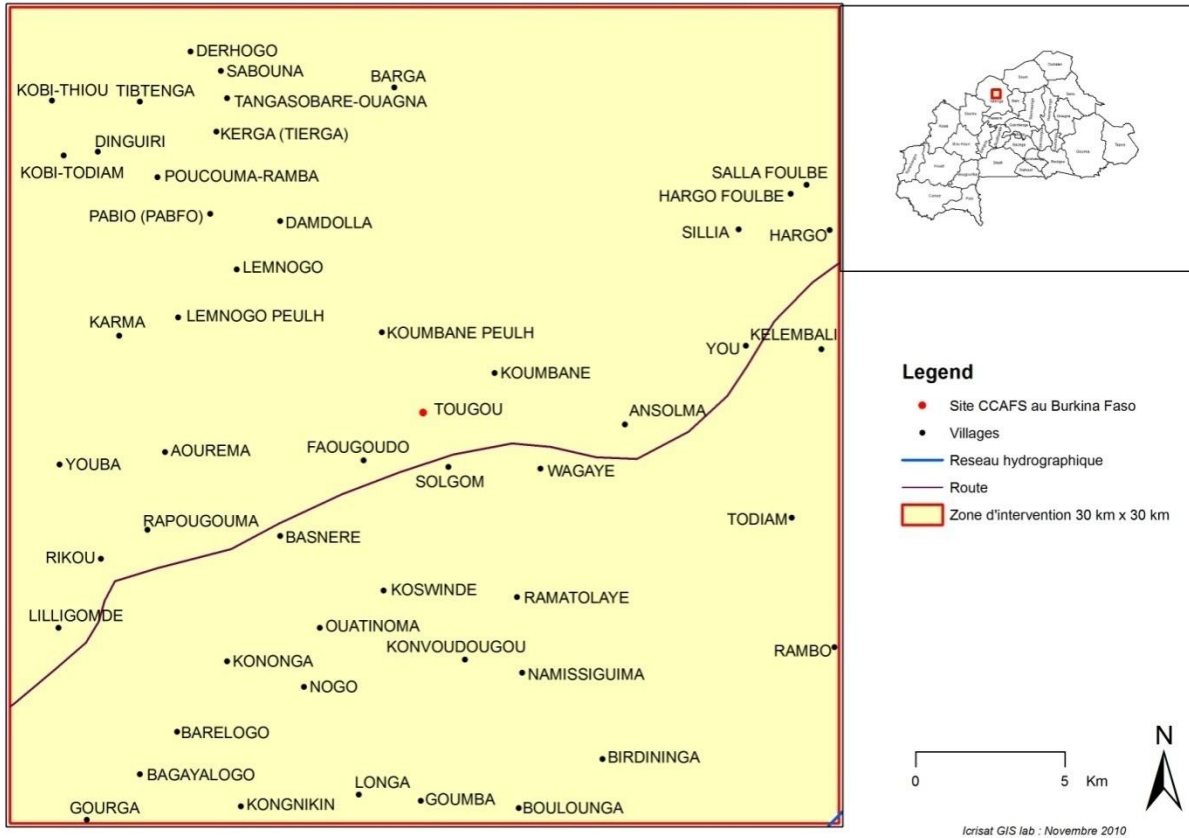 DERHOGO
SABOUNA
BARGA
KOBI-THIOU
TIBTENGA
TANGASOBARE-OUAGNA
KERGA (TIERGA)
DINGUIRI
KOBI-TODIAM
POUCOUMA-RAMBA
SALLA FOULBE
HARGO FOULBE
PABIO (PABFO)
DAMDOLLA
SILLIA
HARGO
LEMNOGO
LEMNOGO PEULH
KARMA
KOUMBANE PEULH
YOU
KELEMBALI
KOUMBANE
TOUGOU
ANSOLMA
AOUREMA
FAOUGOUDO
YOUBA
SOLGOM
WAGAYE
RAPOUGOUMA
TODIAM
BASNERE
RIKOU
KOSWINDE
RAMATOLAYE
LILLIGOMDE
OUATINOMA
KONVOUDOUGOU
RAMBO
KONONGA
NAMISSIGUIMA
NOGO
BARELOGO
BIRDININGA
BAGAYALOGO
LONGA
GOUMBA
GOURGA
KONGNIKIN
BOULOUNGA
Legend
Site CCAFS au Burkina Faso
Villages
Reseau hydrographique
Route
Zone d'intervention 30 km x 30 km
N
0 5 Km
Icrisat GIS lab : Novembre 2010